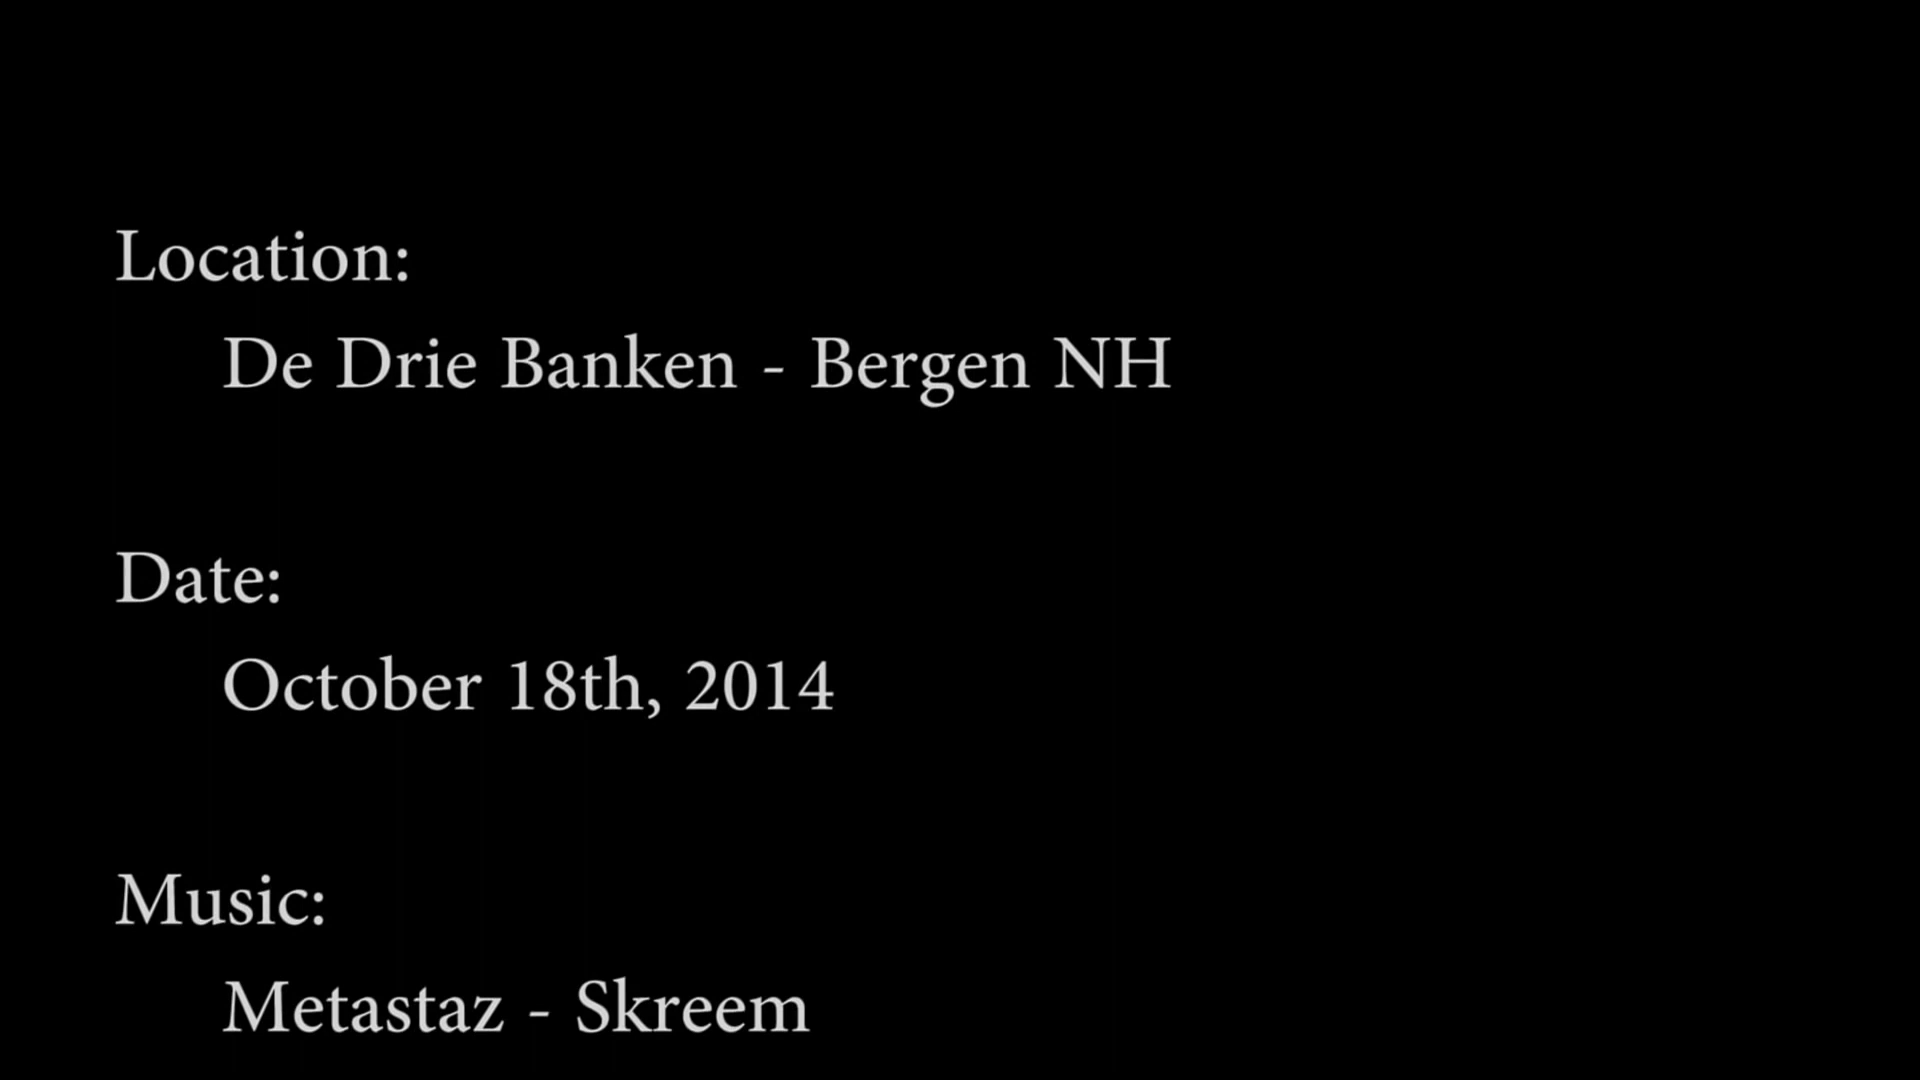 Location:
De Drie Banken - Bergen NH
Date:
October 18th, 2014
Music:
Metastaz - Skreem